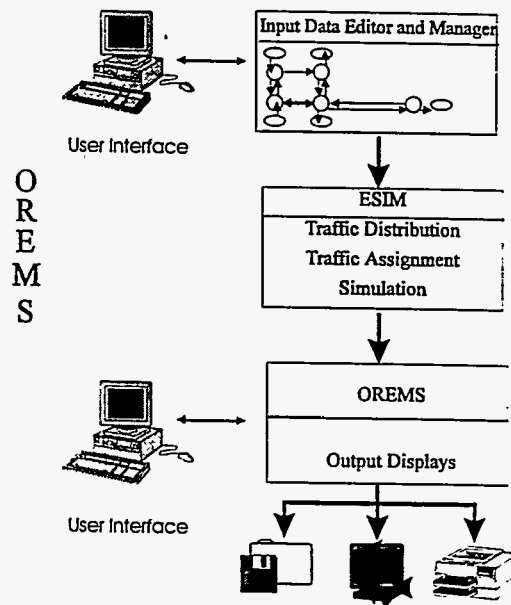 Input Data Editor and Manager
User Interface
O
R
E
M
S
ESIM
Traffic Distribution
Traffic Assignment
Simulation
OREMS
Output Displays
User Interface